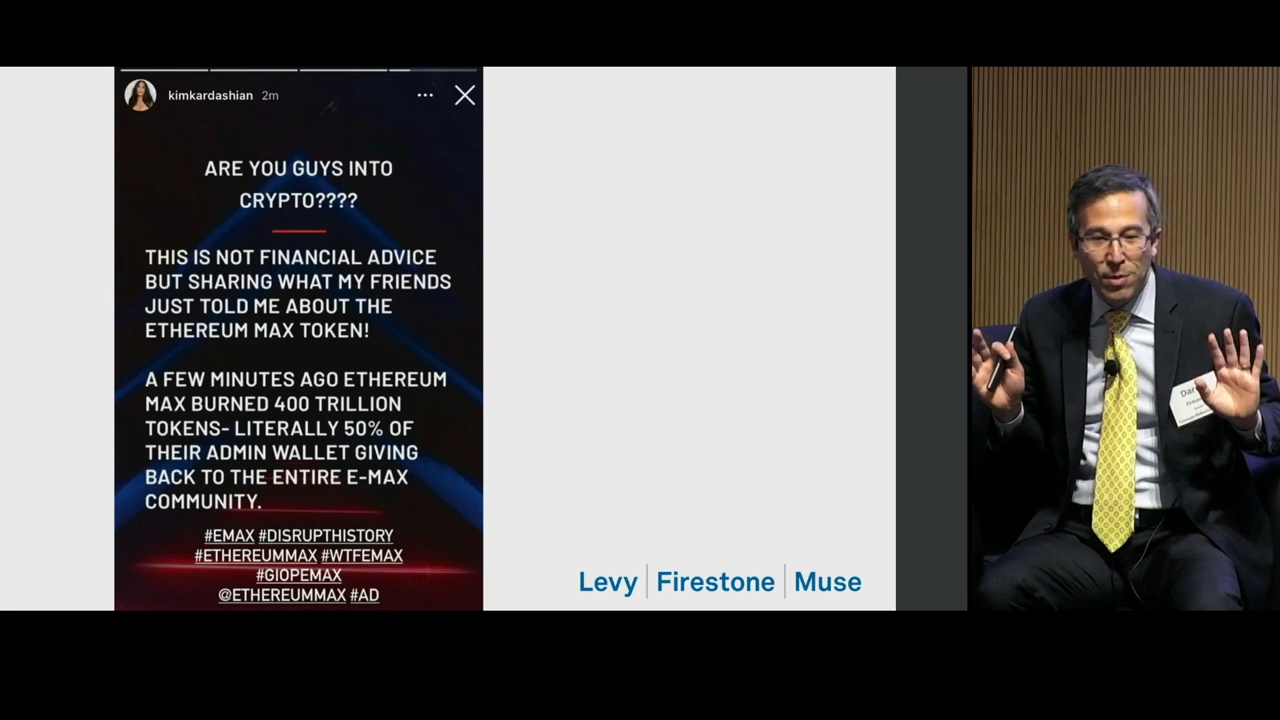 kimkardashian 2m
ARE YOU GUYS INTO
CRYPTO????
THIS IS NOT FINANCIAL ADVICE
BUT SHARING WHAT MY FRIENDS
JUST TOLD ME ABOUT THE
ETHEREUM MAX TOKEN!
A FEW MINUTES AGO ETHEREUM
MAX BURNED 400 TRILLION
TOKENS- LITERALLY 50% OF
THEIR ADMIN WALLET GIVING
BACK TO THE ENTIRE E-MAX
COMMUNITY.
#EMAX #DISRUPTHISTORY
#ETHEREUMMAX #WTFEMAX
#GIOPEMAX
@ETHEREUMMAX #AD
Levy Firestone Muse